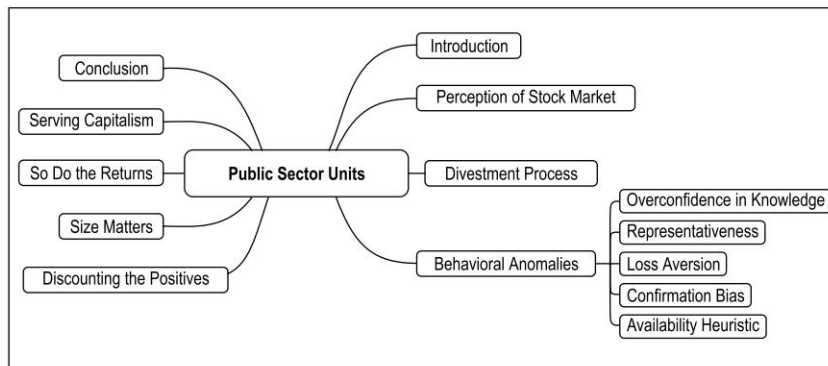 Public Sector Units
Introduction
Perception of Stock Market
Divestment Process
Behavioral Anomalies
Overconfidence in Knowledge
Representativeness
Loss Aversion
Confirmation Bias
Availability Heuristic
Discounting the Positives
Size Matters
So Do the Returns
Serving Capitalism
Conclusion